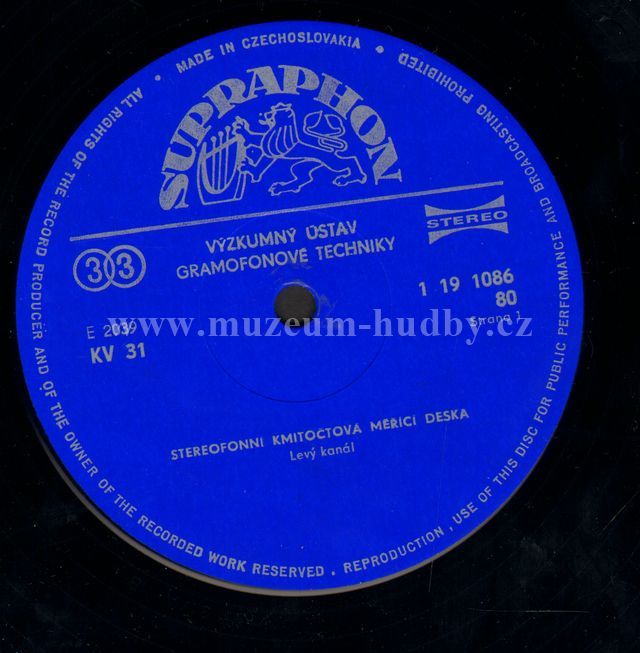 MADE IN CZECHOSLOVAKIA • ALL RIGHTS OF THE RECORD PRODUCER AND OF THE OWNER OF THE RECORDED WORK RESERVED . REPRODUCTION, USE OF THIS DISC FOR PUBLIC PERFORMANCE AND BROADCASTING PROHIBITED •
SUPRAPHON
VÝZKUMNÝ ÚSTAV
GRAMOFONOVÉ TECHNIKY
STEREO
33
1 19 1086
80
Strana 1
E 2039
KV 31
www.muzeum-hudby.cz
STEREOFONNÍ KMITOČTOVÁ MĚŘICÍ DESKA
Levý kanál